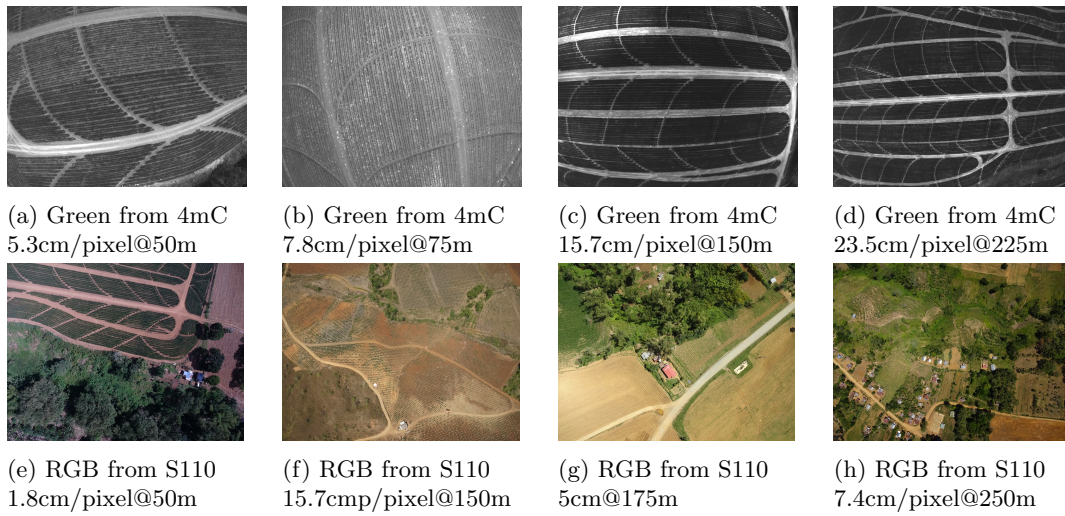 (a) Green from 4mC
5.3cm/pixel@50m
(b) Green from 4mC
7.8cm/pixel@75m
(c) Green from 4mC
15.7cm/pixel@150m
(d) Green from 4mC
23.5cm/pixel@225m
(e) RGB from S110
1.8cm/pixel@50m
(f) RGB from S110
15.7cmp/pixel@150m
(g) RGB from S110
5cm@175m
(h) RGB from S110
7.4cm/pixel@250m